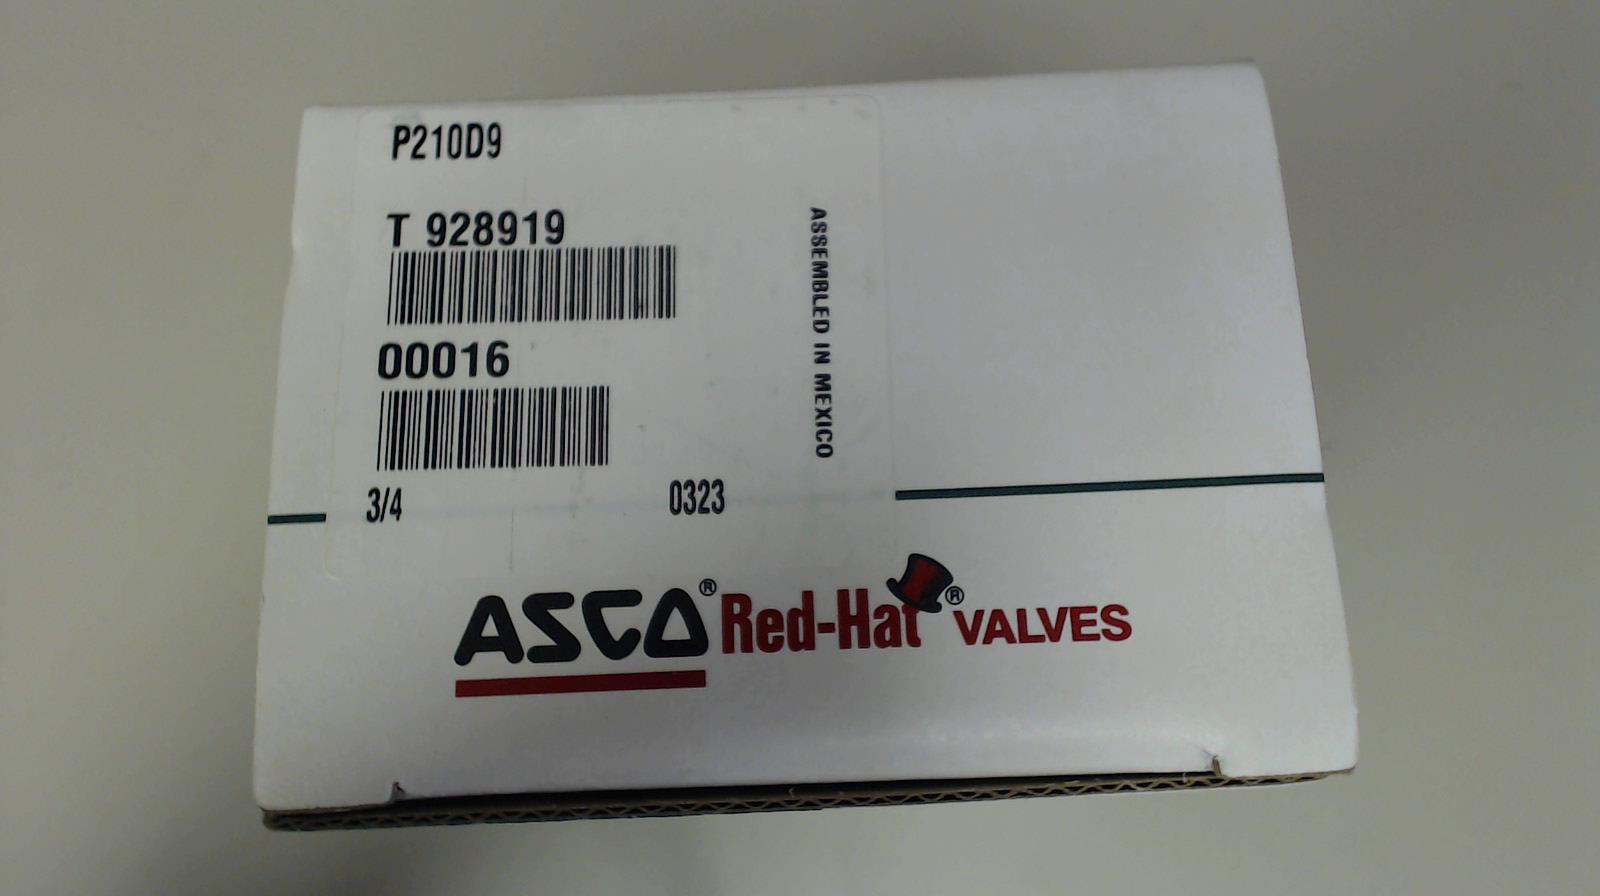 P210D9
T 928919
00016
3/4 0323
ASSEMBLED IN MEXICO
ASCO® Red-Hat® VALVES